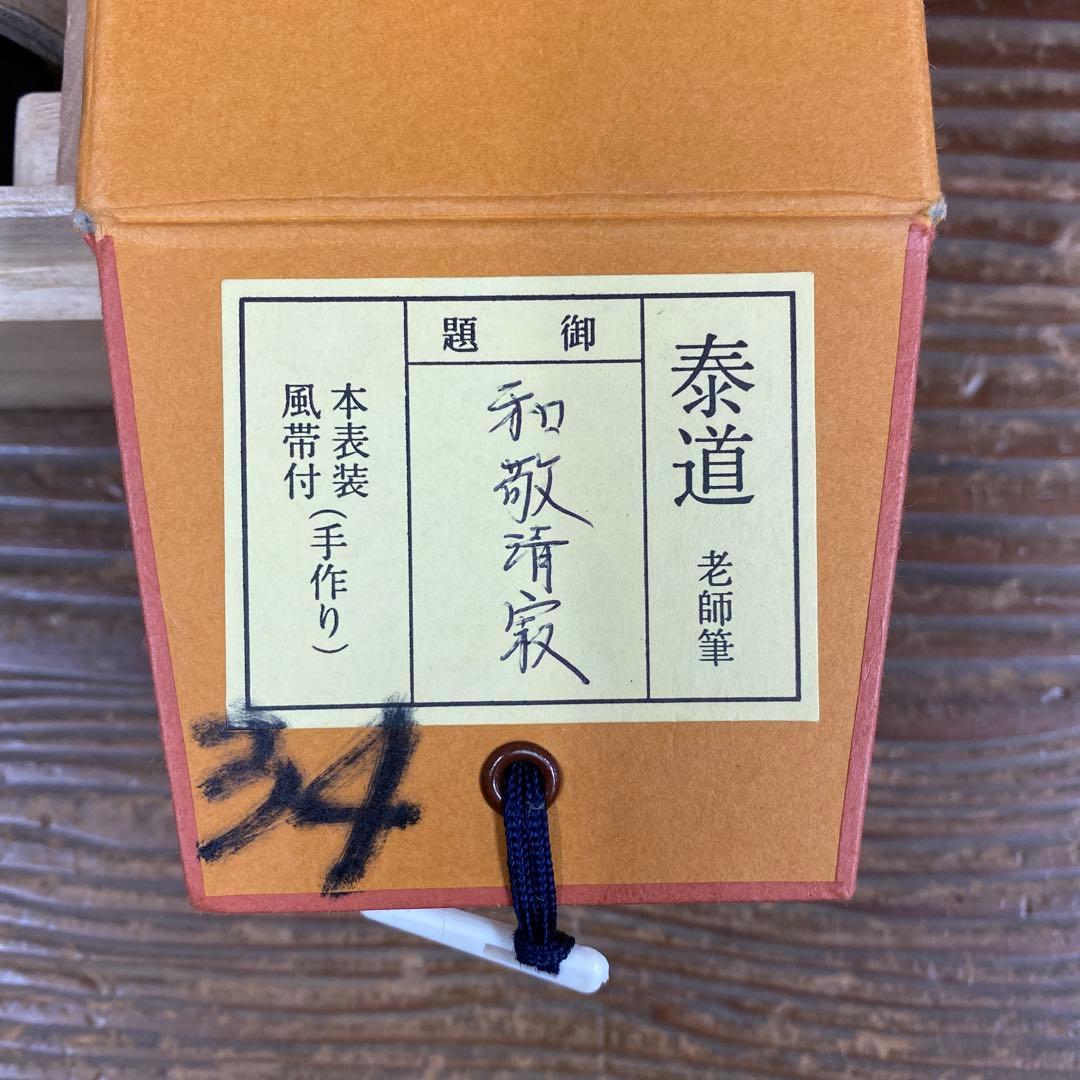 泰道 老師筆
御題
和敬清寂
本表装
風帯付(手作り)
34